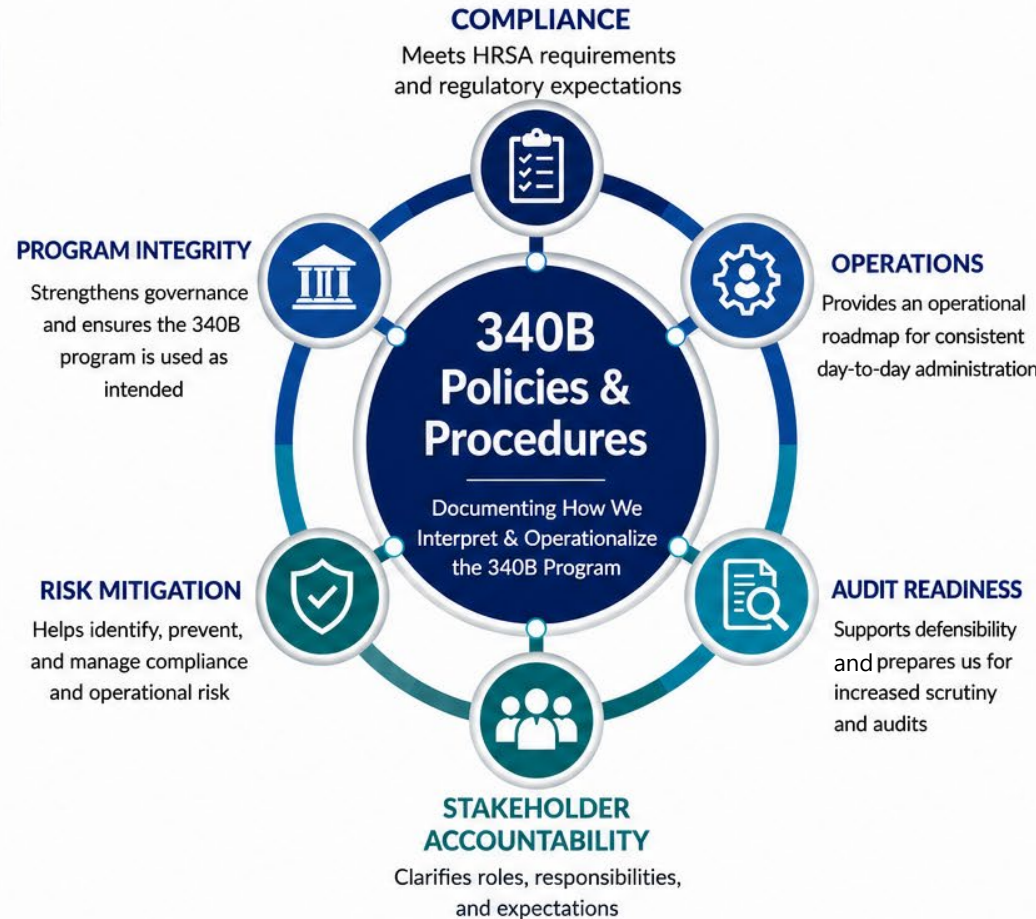 COMPLIANCE
Meets HRSA requirements
and regulatory expectations
PROGRAM INTEGRITY
Strengthens governance
and ensures the 340B
program is used as
intended
OPERATIONS
Provides an operational
roadmap for consistent
day-to-day administration
340B
Policies &
Procedures
Documenting How We
Interpret & Operationalize
the 340B Program
RISK MITIGATION
Helps identify, prevent,
and manage compliance
and operational risk
AUDIT READINESS
Supports defensibility
and prepares us for
increased scrutiny
and audits
STAKEHOLDER
ACCOUNTABILITY
Clarifies roles, responsibilities,
and expectations